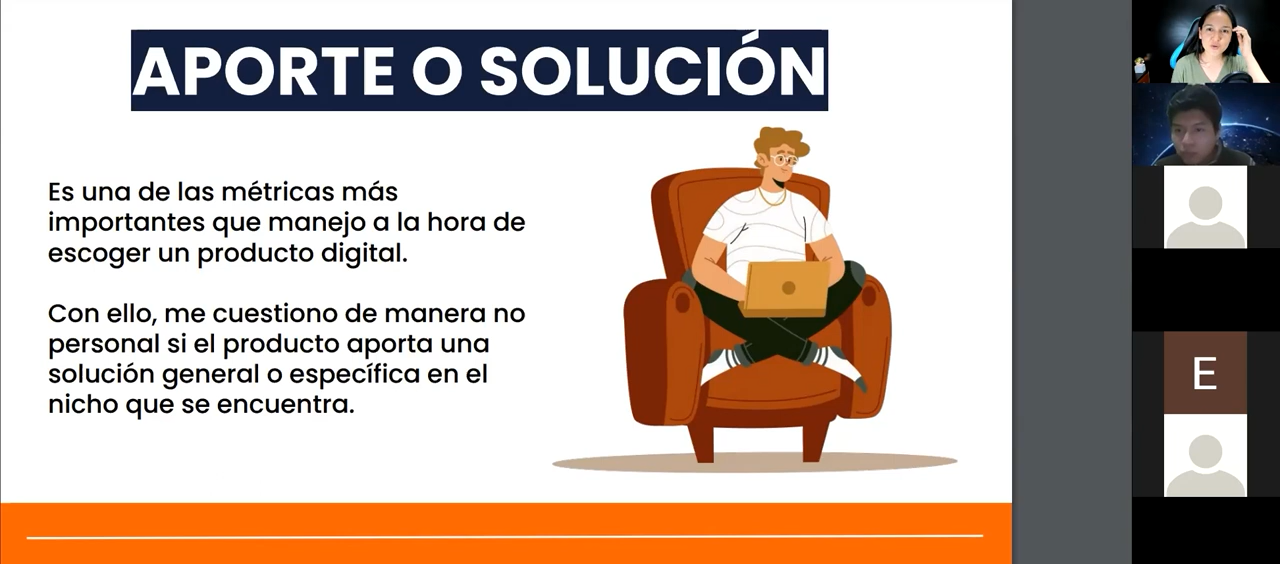 APORTE O SOLUCIÓN
Es una de las métricas más
importantes que manejo a la hora de
escoger un producto digital.
Con ello, me cuestiono de manera no
personal si el producto aporta una
solución general o específica en el
nicho que se encuentra.
E